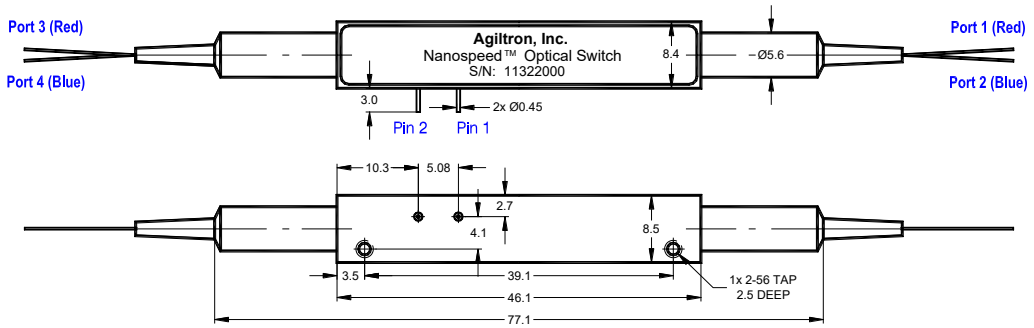 Port 3 (Red)
Port 4 (Blue)
Agiltron, Inc.
Nanospeed™ Optical Switch
S/N: 11322000
8.4
Ø5.6
Port 1 (Red)
Port 2 (Blue)
3.0
2x Ø0.45
Pin 2
Pin 1
10.3
5.08
2.7
4.1
8.5
3.5
39.1
46.1
77.1
1x 2-56 TAP
2.5 DEEP